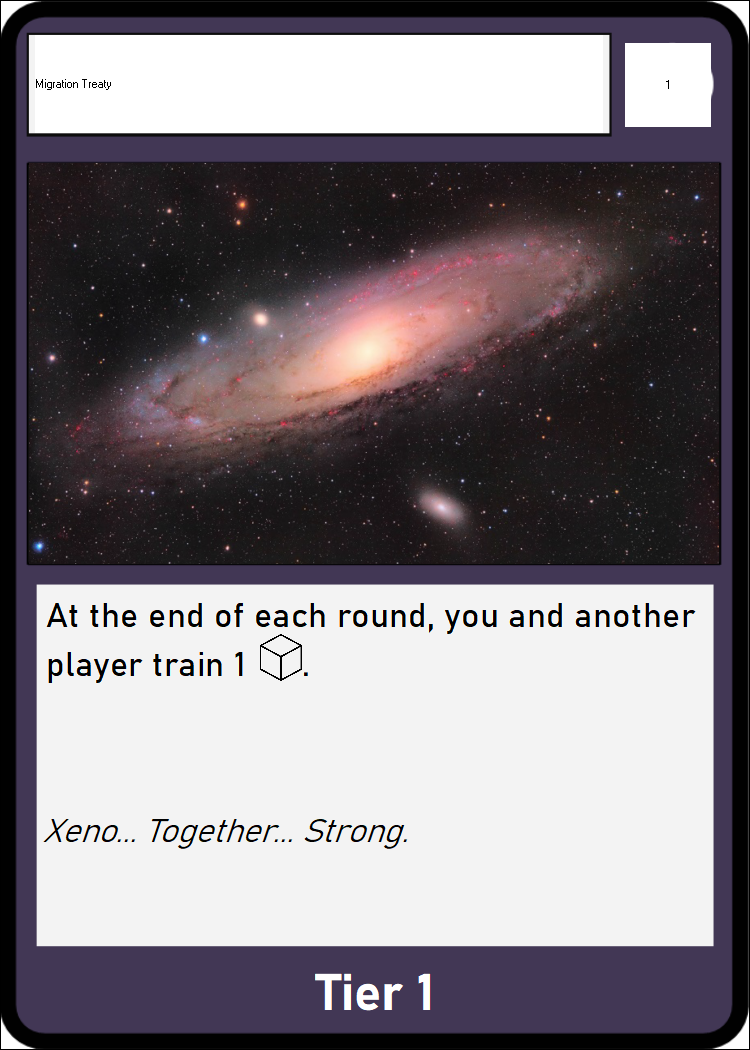 Migration Treaty
1
At the end of each round, you and another
player train 1 .
Xeno... Together... Strong.
Tier 1